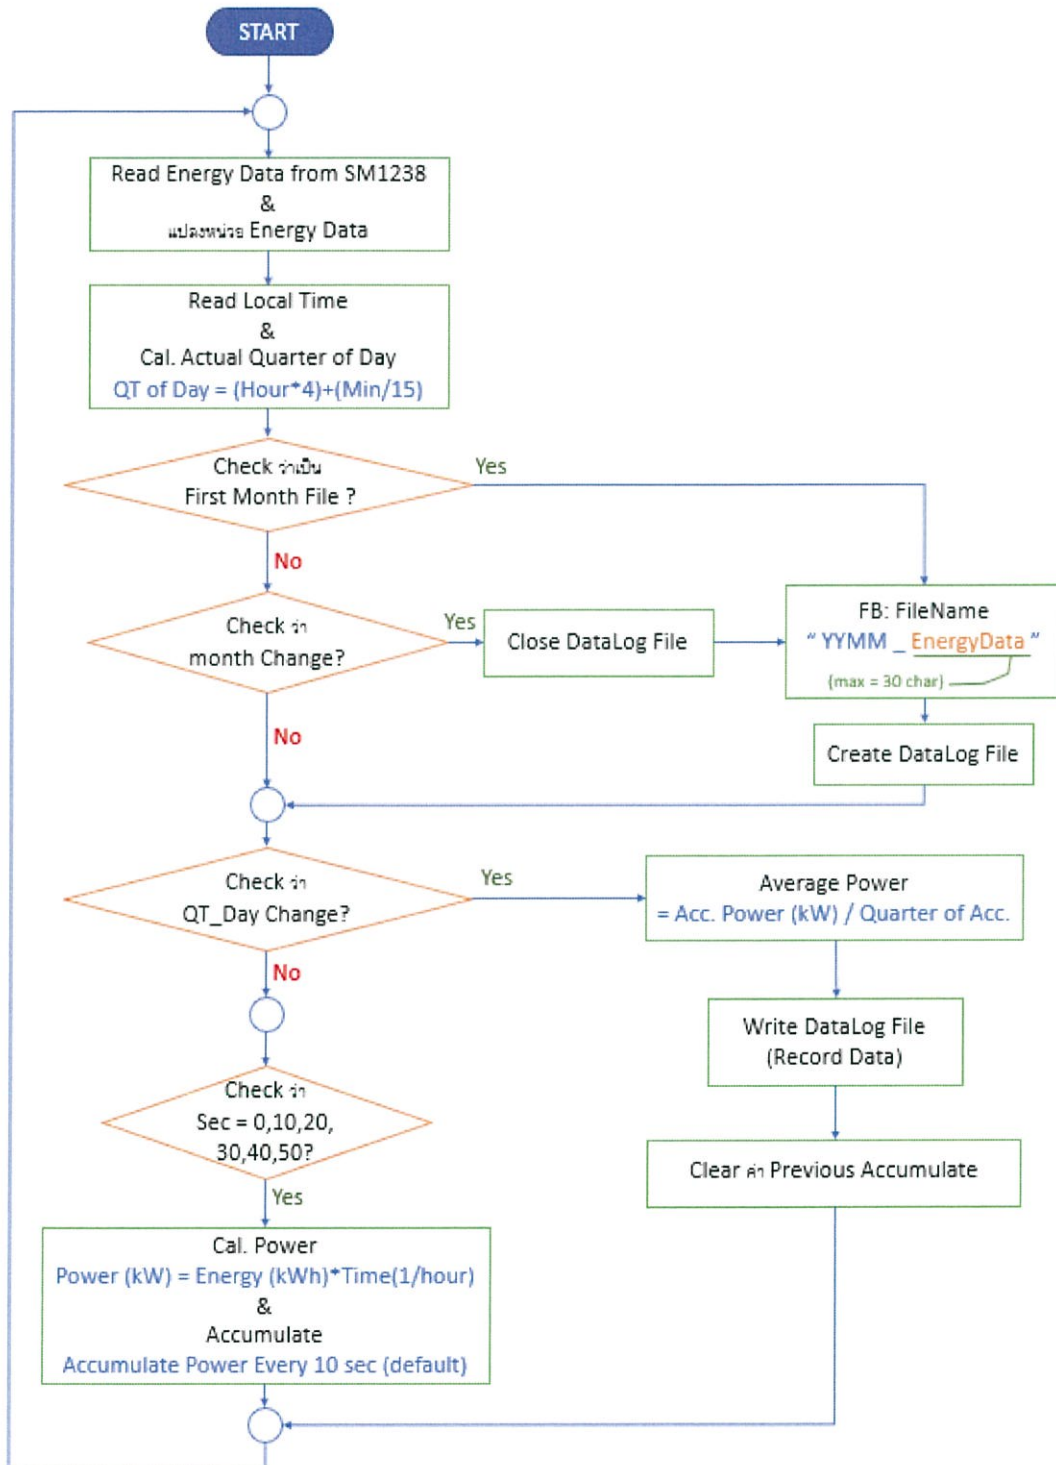 START
Read Energy Data from SM1238
&
แปลงหน่วย Energy Data
Read Local Time
&
Cal. Actual Quarter of Day
QT of Day = (Hour*4)+(Min/15)
Check ว่าเป็น
First Month File ?
Yes
No
Check ว่า
month Change?
Yes
Close DataLog File
FB: FileName
“ YYMM _ EnergyData ”
(max = 30 char)
No
Create DataLog File
Check ว่า
QT_Day Change?
Yes
Average Power
= Acc. Power (kW) / Quarter of Acc.
No
Write DataLog File
(Record Data)
Check ว่า
Sec = 0,10,20,
30,40,50?
Clear ค่า Previous Accumulate
Yes
Cal. Power
Power (kW) = Energy (kWh)*Time(1/hour)
&
Accumulate
Accumulate Power Every 10 sec (default)